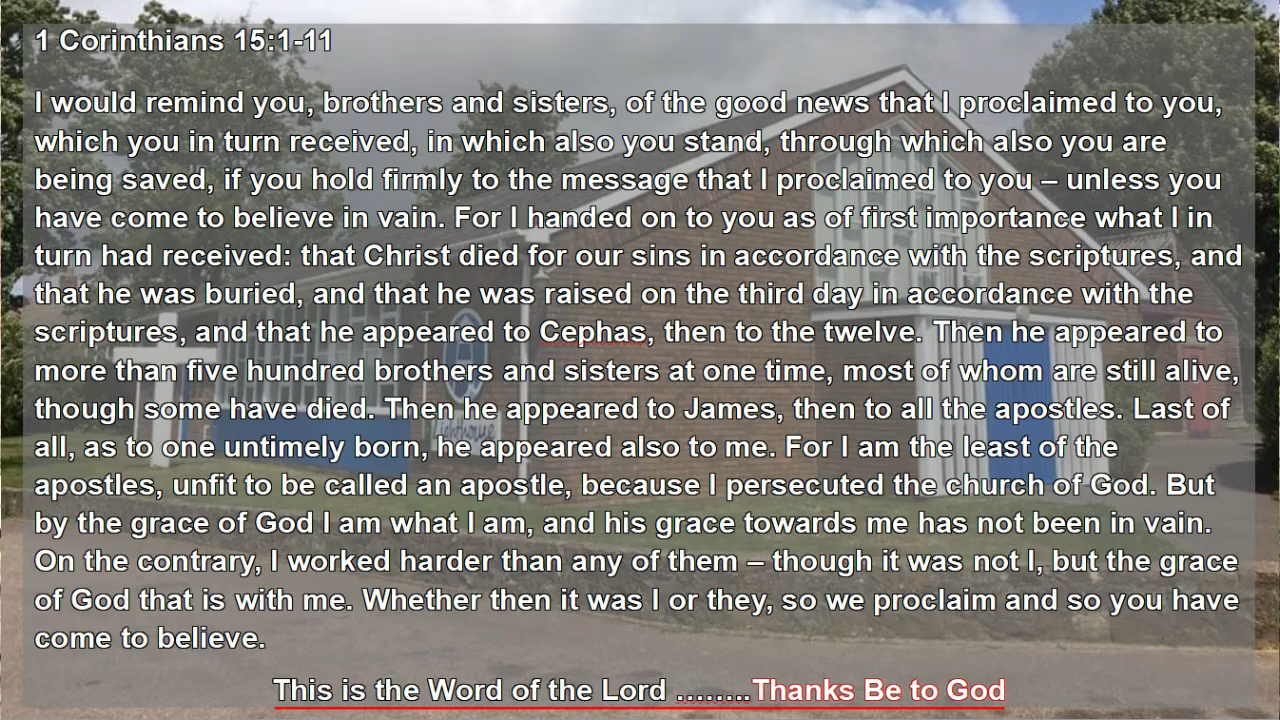 1 Corinthians 15:1-11
I would remind you, brothers and sisters, of the good news that I proclaimed to you,
which you in turn received, in which also you stand, through which also you are
being saved, if you hold firmly to the message that I proclaimed to you – unless you
have come to believe in vain. For I handed on to you as of first importance what I in
turn had received: that Christ died for our sins in accordance with the scriptures, and
that he was buried, and that he was raised on the third day in accordance with the
scriptures, and that he appeared to Cephas, then to the twelve. Then he appeared to
more than five hundred brothers and sisters at one time, most of whom are still alive,
though some have died. Then he appeared to James, then to all the apostles. Last of
all, as to one untimely born, he appeared also to me. For I am the least of the
apostles, unfit to be called an apostle, because I persecuted the church of God. But
by the grace of God I am what I am, and his grace towards me has not been in vain.
On the contrary, I worked harder than any of them – though it was not I, but the grace
of God that is with me. Whether then it was I or they, so we proclaim and so you have
come to believe.
This is the Word of the Lord ........Thanks Be to God
Lighthouse